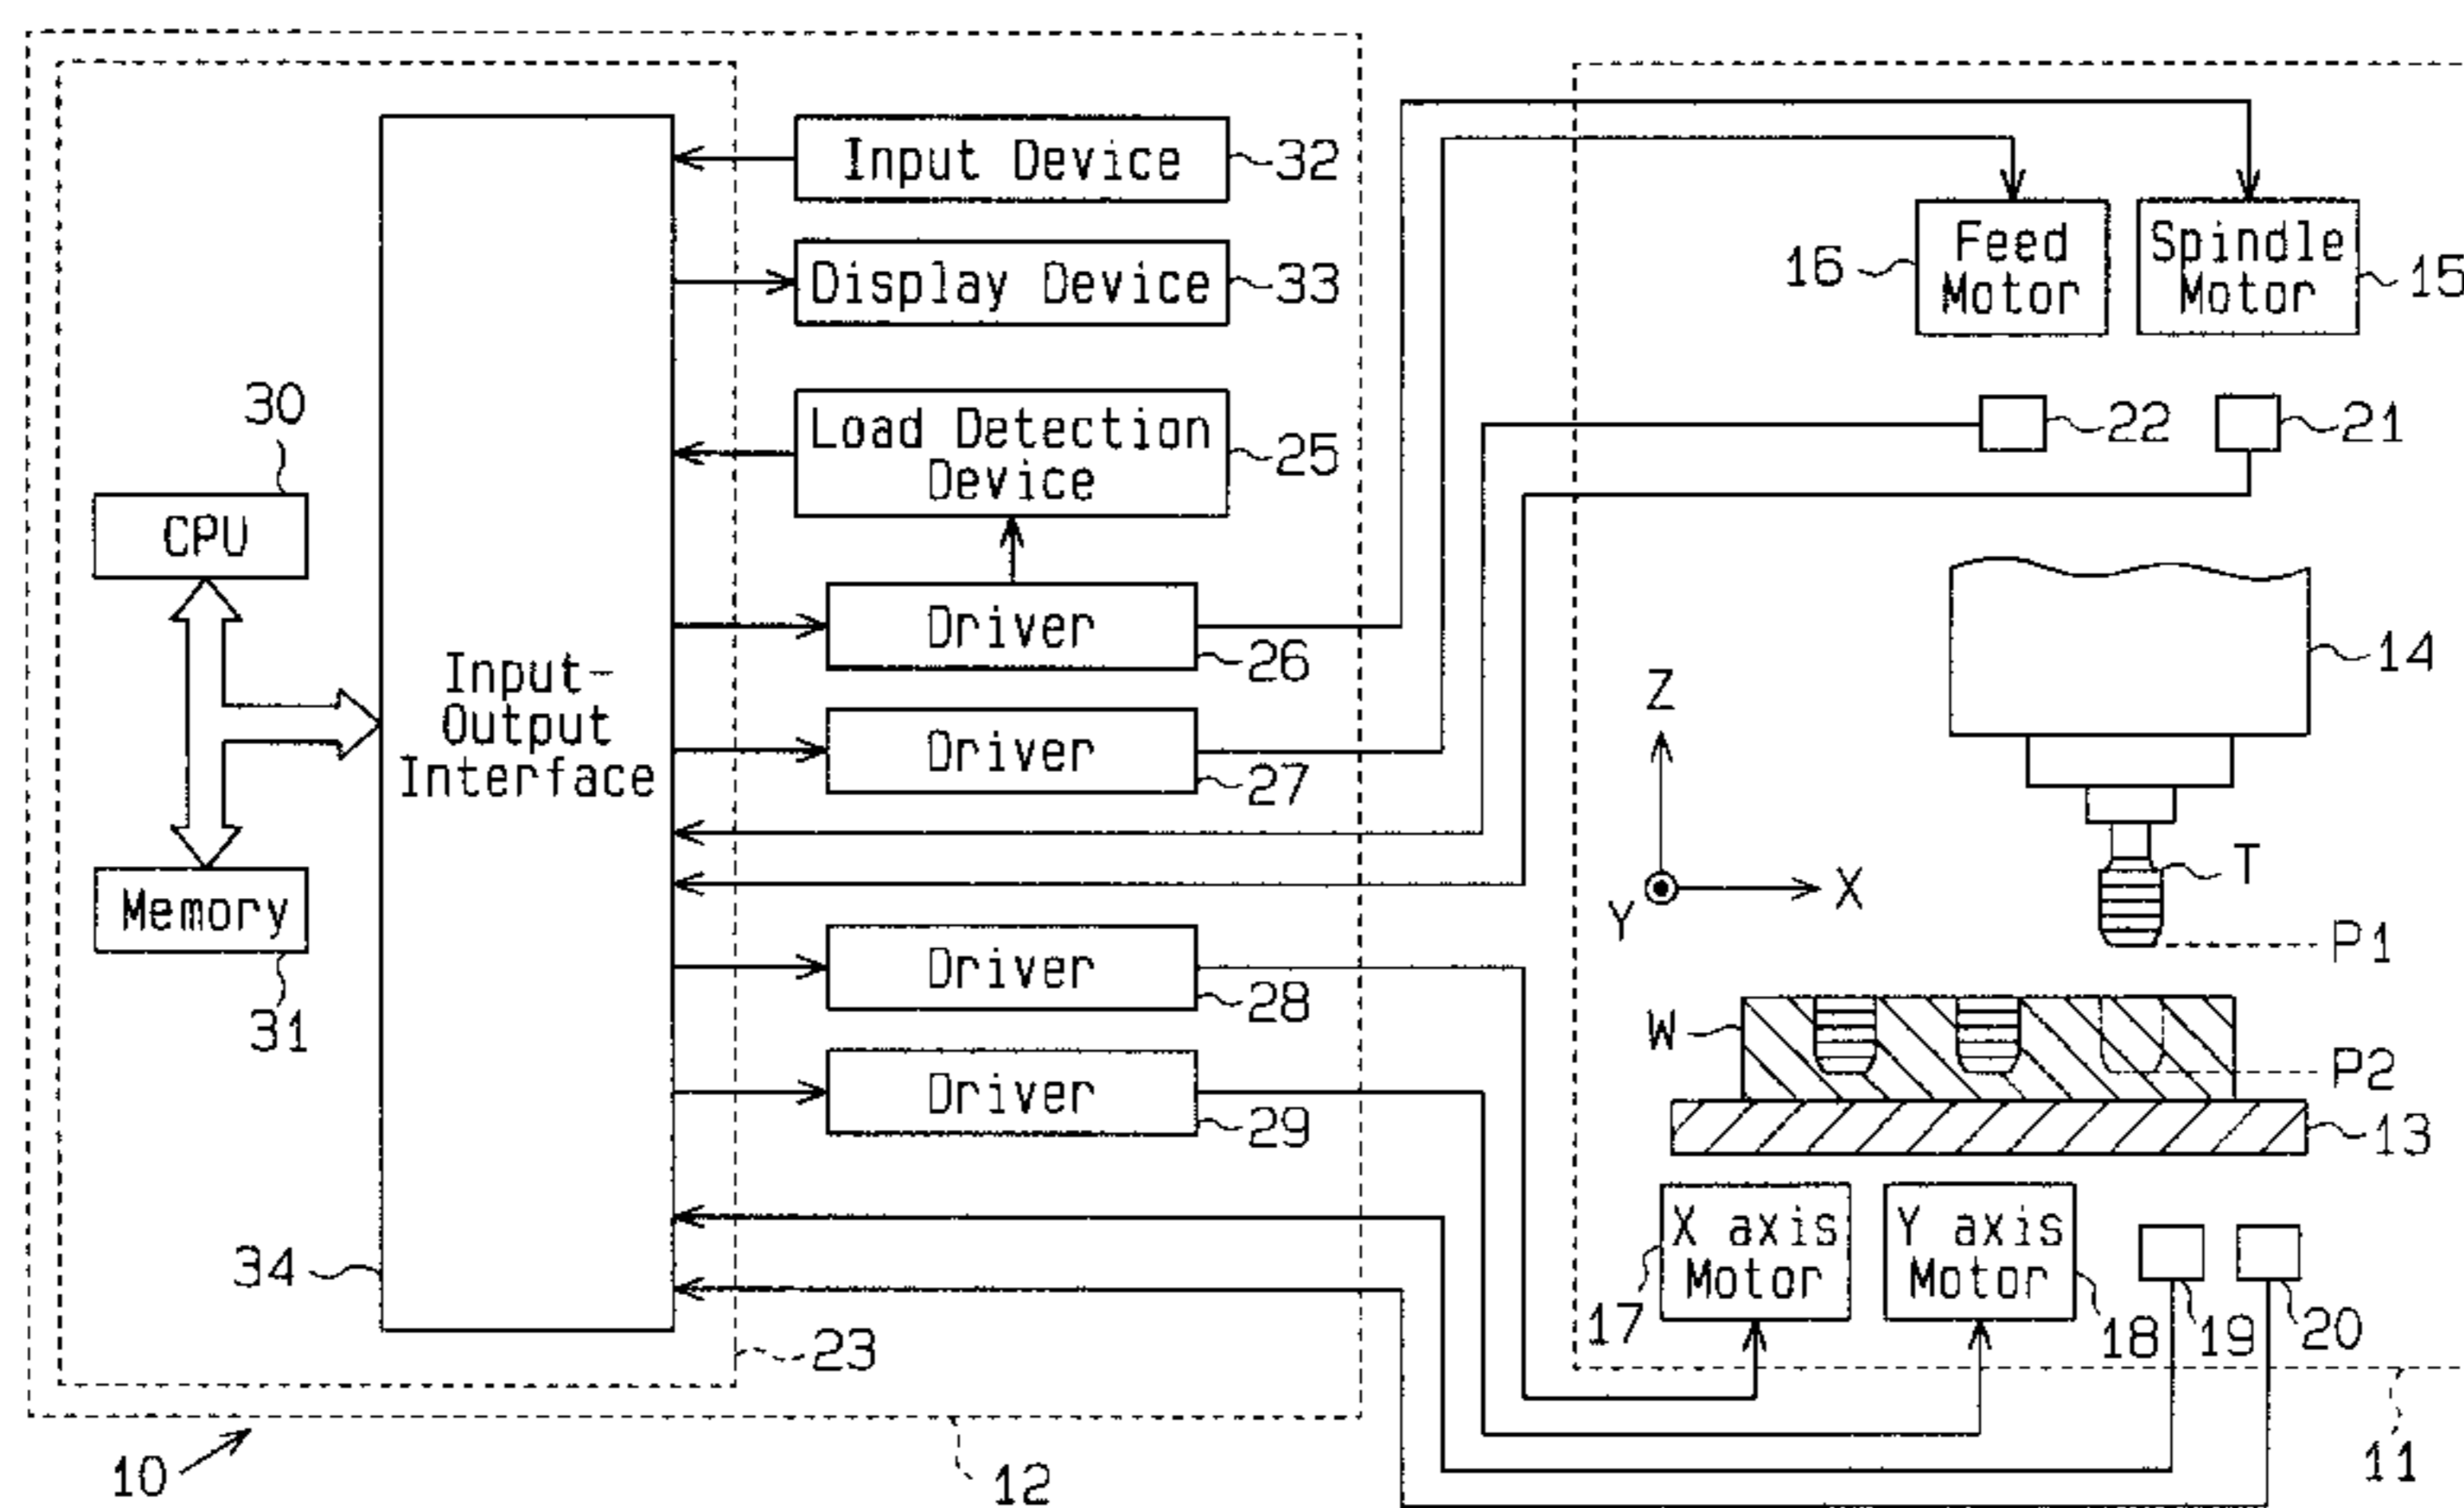 Input Device
32
Display Device
33
Load Detection
Device
25
30
CPU
Driver
26
Input-
Output
Interface
Driver
27
Memory
31
Driver
28
Driver
29
34
23
10
12
16
Feed
Motor
Spindle
Motor
15
22
21
14
Z
Y
X
T
P1
W
P2
13
X axis
Motor
17
Y axis
Motor
18
19
20
11